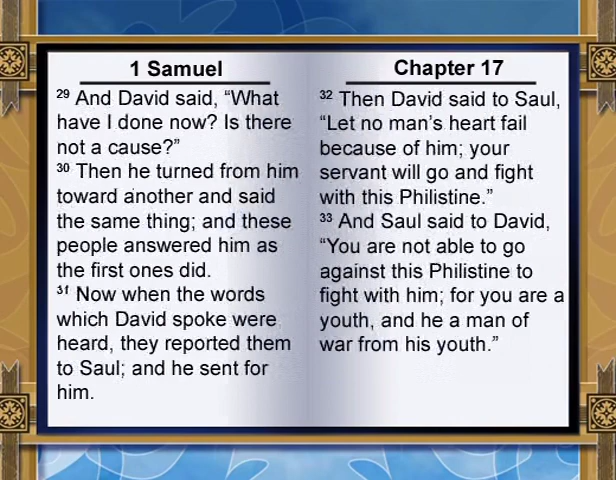 1 Samuel
29 And David said, “What
have I done now? Is there
not a cause?”
30 Then he turned from him
toward another and said
the same thing; and these
people answered him as
the first ones did.
31 Now when the words
which David spoke were
heard, they reported them
to Saul; and he sent for
him.
Chapter 17
32 Then David said to Saul,
“Let no man’s heart fail
because of him; your
servant will go and fight
with this Philistine.”
33 And Saul said to David,
“You are not able to go
against this Philistine to
fight with him; for you are a
youth, and he a man of
war from his youth.”